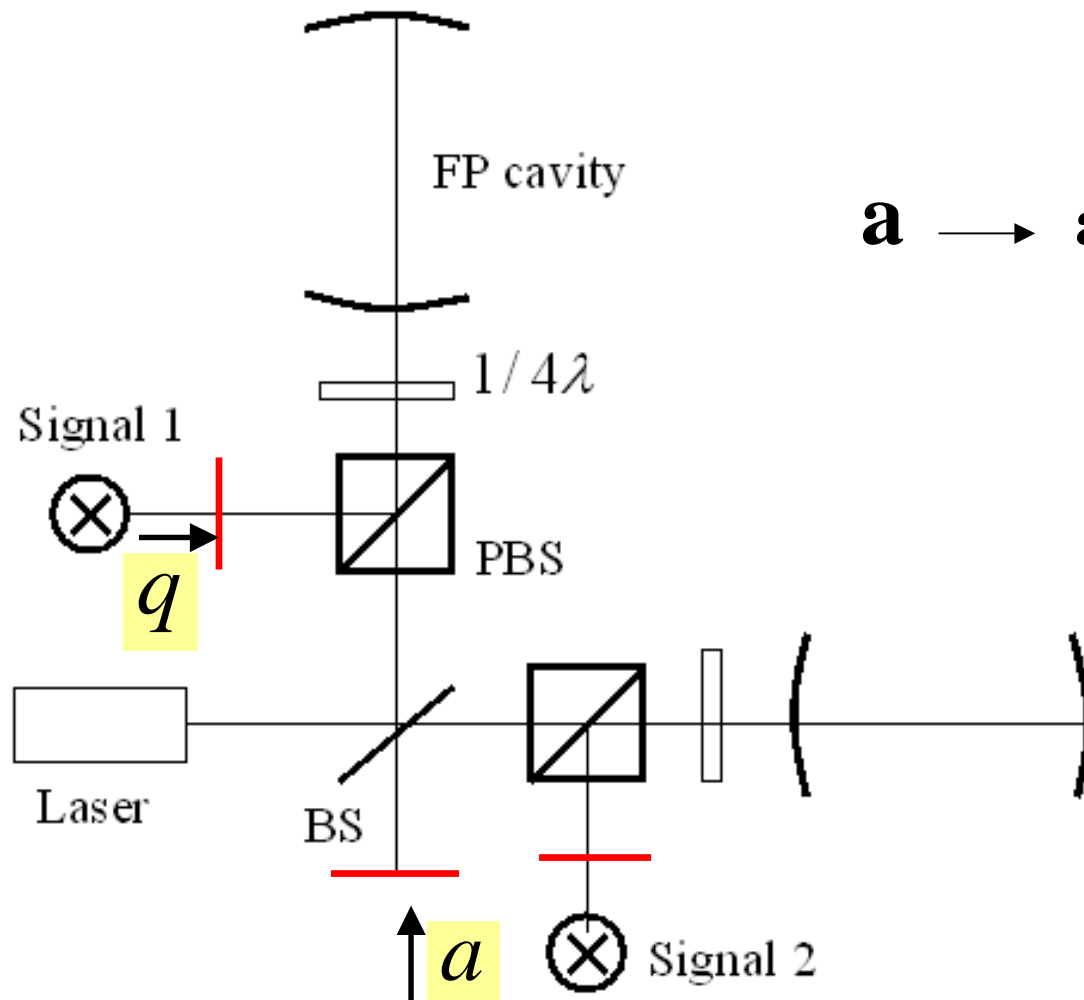 FP cavity
a → a
1/4λ
Signal 1
q
PBS
Laser
BS
a
Signal 2